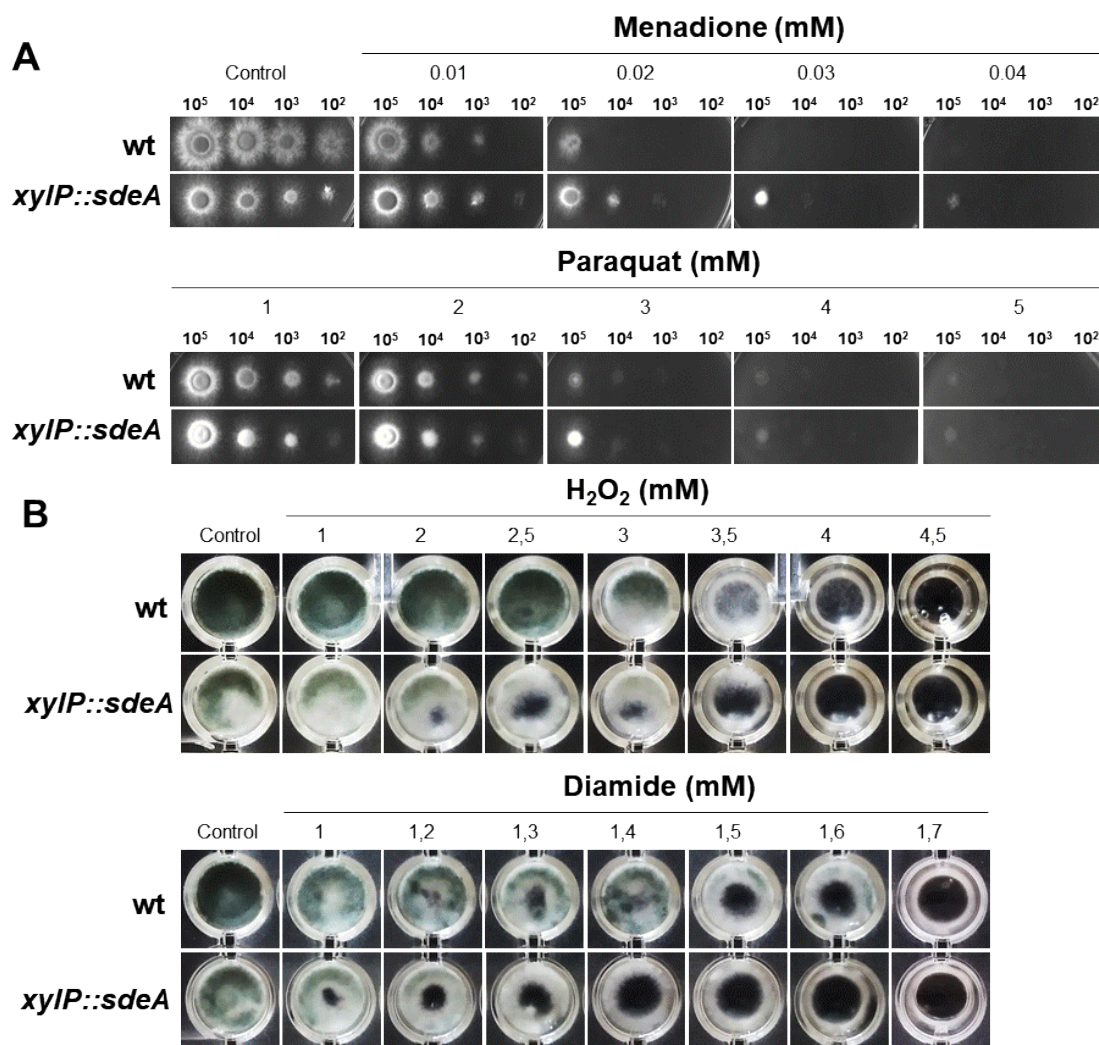 A
Menadione (mM)
Control 0.01 0.02 0.03 0.04
10⁵ 10⁴ 10³ 10² 10⁵ 10⁴ 10³ 10² 10⁵ 10⁴ 10³ 10² 10⁵ 10⁴ 10³ 10² 10⁵ 10⁴ 10³ 10²
wt
xylP::sdeA
Paraquat (mM)
1 2 3 4 5
10⁵ 10⁴ 10³ 10² 10⁵ 10⁴ 10³ 10² 10⁵ 10⁴ 10³ 10² 10⁵ 10⁴ 10³ 10² 10⁵ 10⁴ 10³ 10²
wt
xylP::sdeA
B
H₂O₂ (mM)
Control 1 2 2,5 3 3,5 4 4,5
wt
xylP::sdeA
Diamide (mM)
Control 1 1,2 1,3 1,4 1,5 1,6 1,7
wt
xylP::sdeA